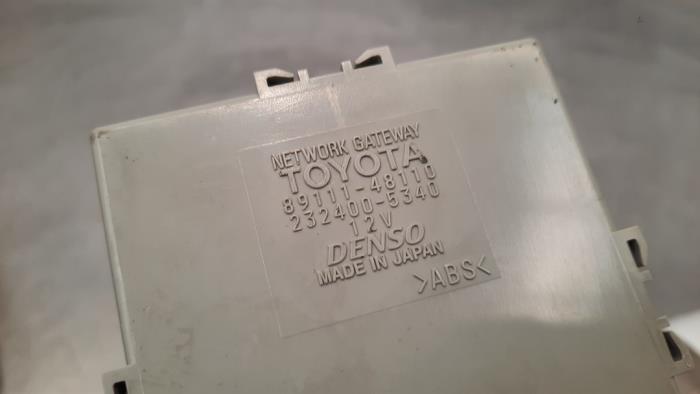 NETWORK GATEWAY
TOYOTA
89111-48110
232400-5340
12V
DENSO
MADE IN JAPAN
>ABS<